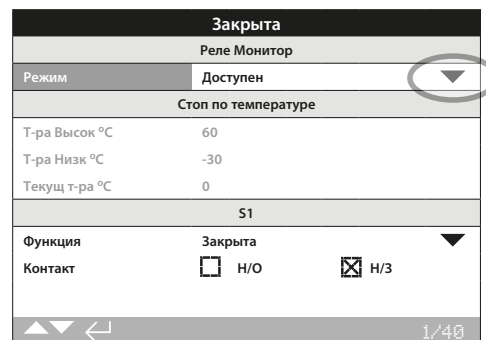 Закрыта
Реле Монитор
Режим Доступен
Стоп по температуре
Т-ра Высок ºC 60
Т-ра Низк ºC -30
Текущ т-ра ºC 0
S1
Функция Закрыта
Контакт Н/О Н/З
1/40